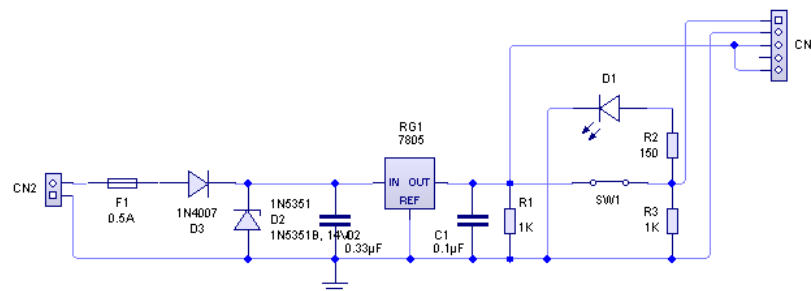 CN
D1
RG1
7805
R2
150
IN OUT
REF
CN2
F1
0.5A
1N4007
D3
1N5351
D2
1N5351B, 14V
02
0.33µF
C1
0.1µF
R1
1K
SW1
R3
1K